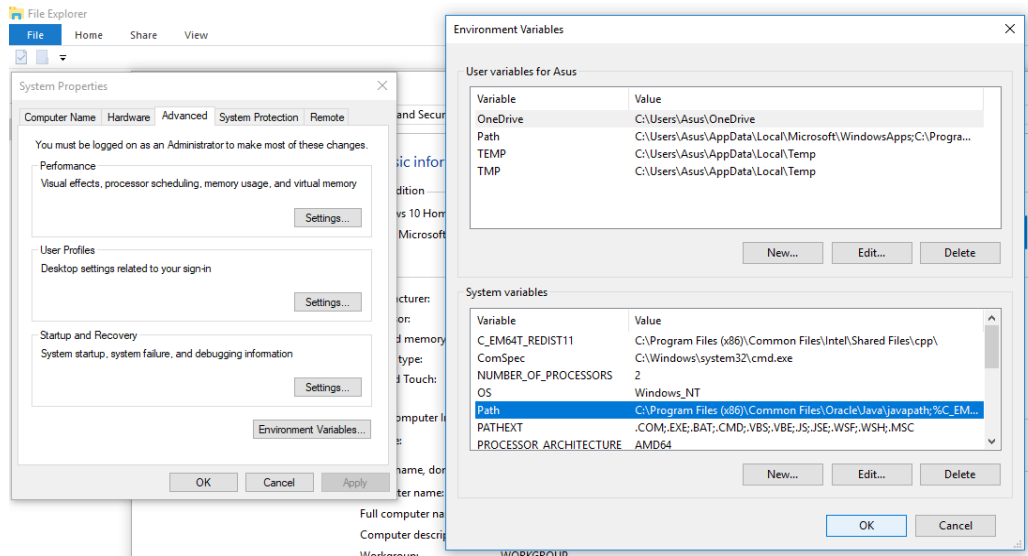 File Explorer
File Home Share View
System Properties
Computer Name Hardware Advanced System Protection Remote
You must be logged on as an Administrator to make most of these changes.
Performance
Visual effects, processor scheduling, memory usage, and virtual memory
Settings...
User Profiles
Desktop settings related to your sign-in
Settings...
Startup and Recovery
System startup, system failure, and debugging information
Settings...
Environment Variables...
OK Cancel Apply
and Secur
sic infor
dition
ws 10 Hom
Microsoft
cturer:
or:
d memory
type:
d Touch:
omputer
name, dor
ter name:
Full computer na
Computer descrip
Workgroup: WORKGROUP
Environment Variables
User variables for Asus
Variable Value
OneDrive C:\Users\Asus\OneDrive
Path C:\Users\Asus\AppData\Local\Microsoft\WindowsApps;C:\Progra...
TEMP C:\Users\Asus\AppData\Local\Temp
TMP C:\Users\Asus\AppData\Local\Temp
New... Edit... Delete
System variables
Variable Value
C_EM64T_REDIST11 C:\Program Files (x86)\Common Files\Intel\Shared Files\cpp\
ComSpec C:\Windows\system32\cmd.exe
NUMBER_OF_PROCESSORS 2
OS Windows_NT
Path C:\Program Files (x86)\Common Files\Oracle\Java\javapath;%C_EM...
PATHEXT .COM;.EXE;.BAT;.CMD;.VBS;.VBE;.JS;.JSE;.WSF;.WSH;.MSC
PROCESSOR_ARCHITECTURE AMD64
New... Edit... Delete
OK Cancel